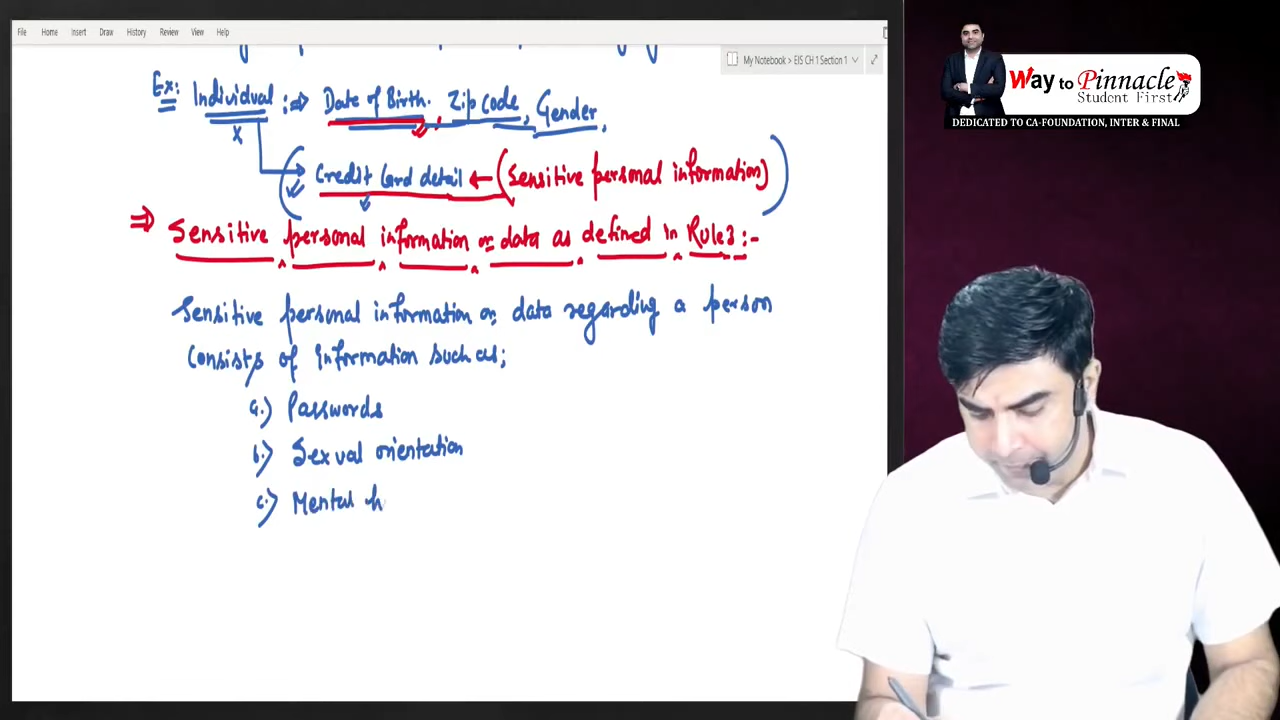 File Home Insert Draw History Review View Help
My Notebook > EIS CH 1 Section 1
Ex: Individual :⇒ Date of Birth, Zip code, Gender,
x
Credit Card detail ← (Sensitive personal information)
⇒ Sensitive personal information or data as defined in Rule 3:-
Sensitive personal information or data regarding a person
Consists of information such as;
a.) Passwords
b.) Sexual orientation
c.) Mental h
Way to Pinnacle
Student First
DEDICATED TO CA-FOUNDATION, INTER & FINAL